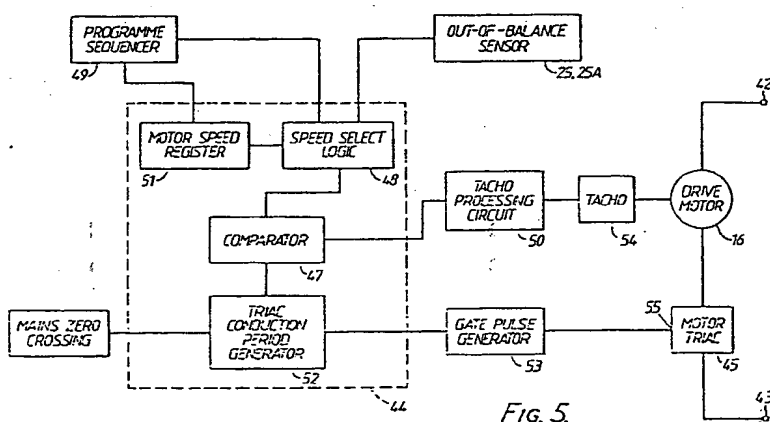 PROGRAMME
SEQUENCER
49
OUT-OF-BALANCE
SENSOR
25, 25A
42
MOTOR SPEED
REGISTER
51
SPEED SELECT
LOGIC
48
TACHO
PROCESSING
CIRCUIT
50
TACHO
54
DRIVE
MOTOR
16
COMPARATOR
47
MAINS ZERO
CROSSING
TRIAC
CONDUCTION
PERIOD
GENERATOR
52
GATE PULSE
GENERATOR
53
55
MOTOR
TRIAC
45
44
43
FIG. 5.